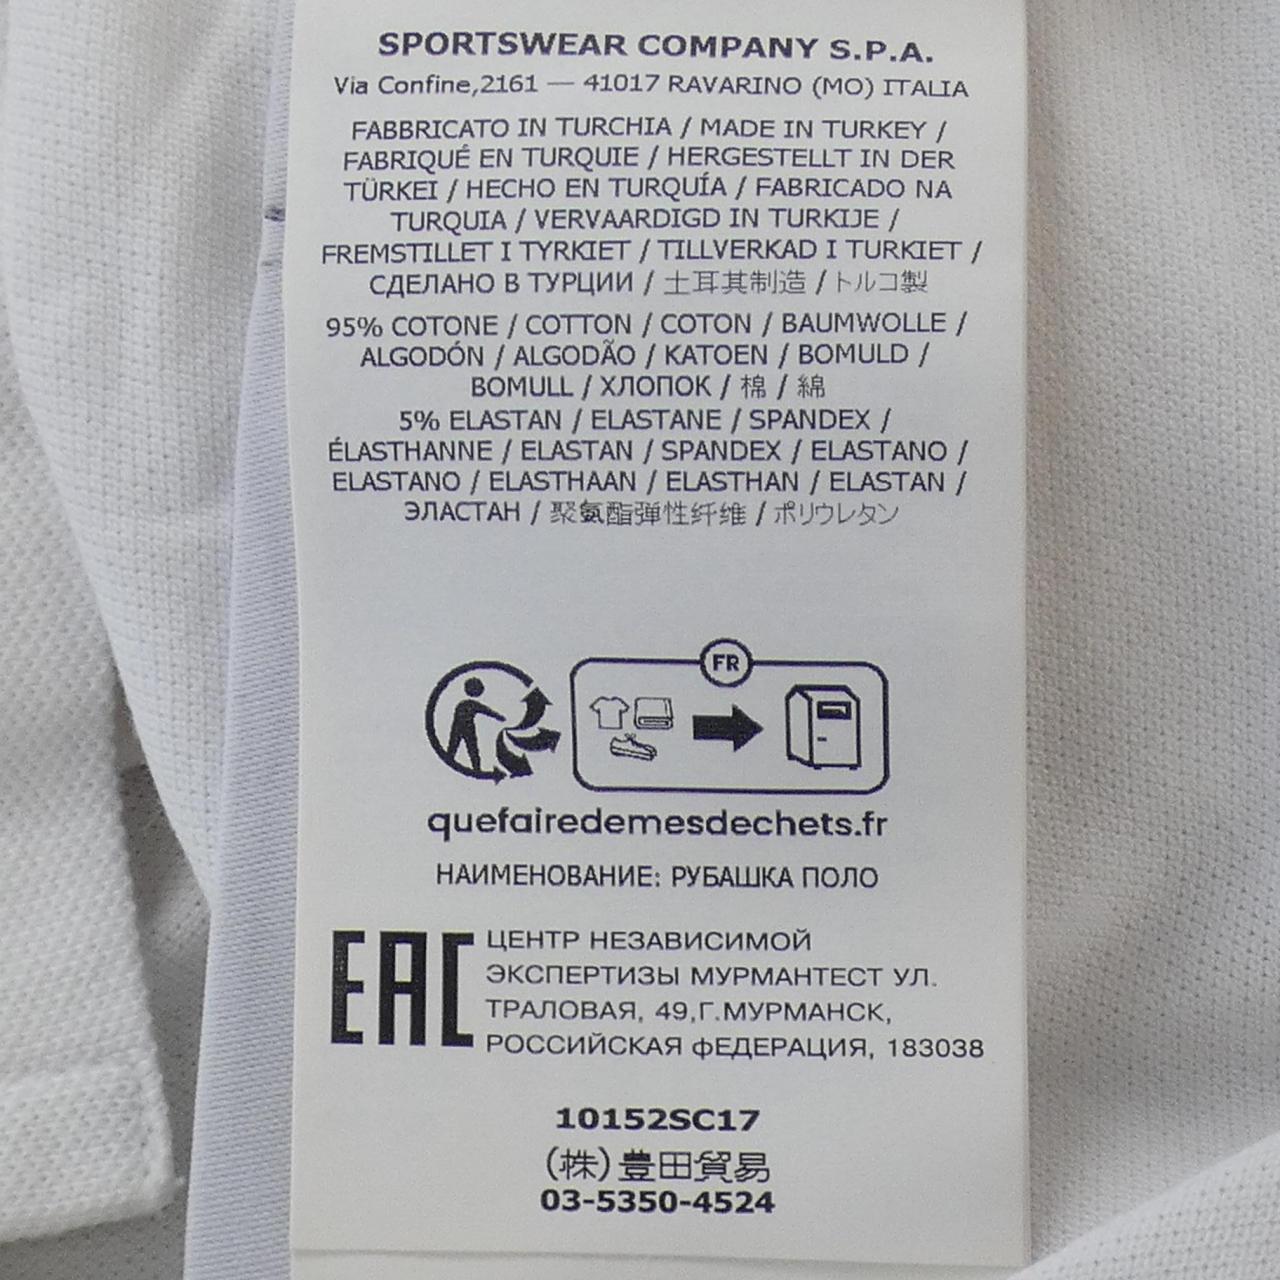 SPORTSWEAR COMPANY S.P.A.
Via Confine,2161 — 41017 RAVARINO (MO) ITALIA
FABBRICATO IN TURCHIA / MADE IN TURKEY /
FABRIQUÉ EN TURQUIE / HERGESTELLT IN DER
TÜRKEI / HECHO EN TURQUÍA / FABRICADO NA
TURQUIA / VERVAARDIGD IN TURKIJE /
FREMSTILLET I TYRKIET / TILLVERKAD I TURKIET /
СДЕЛАНО В ТУРЦИИ / 土耳其制造 / トルコ製
95% COTONE / COTTON / COTON / BAUMWOLLE /
ALGODÓN / ALGODÃO / KATOEN / BOMULD /
BOMULL / ХЛОПОК / 棉 / 綿
5% ELASTAN / ELASTANE / SPANDEX /
ÉLASTHANNE / ELASTAN / SPANDEX / ELASTANO /
ELASTANO / ELASTHAAN / ELASTHAN / ELASTAN /
ЭЛАСТАН / 聚氨酯弹性纤维 / ポリウレタン
FR
quefairedemesdechets.fr
НАИМЕНОВАНИЕ: РУБАШКА ПОЛО
EAC
ЦЕНТР НЕЗАВИСИМОЙ
ЭКСПЕРТИЗЫ МУРМАНТЕСТ УЛ.
ТРАЛОВАЯ, 49,Г.МУРМАНСК,
РОССИЙСКАЯ фЕДЕРАЦИЯ, 183038
10152SC17
(株)豊田貿易
03-5350-4524